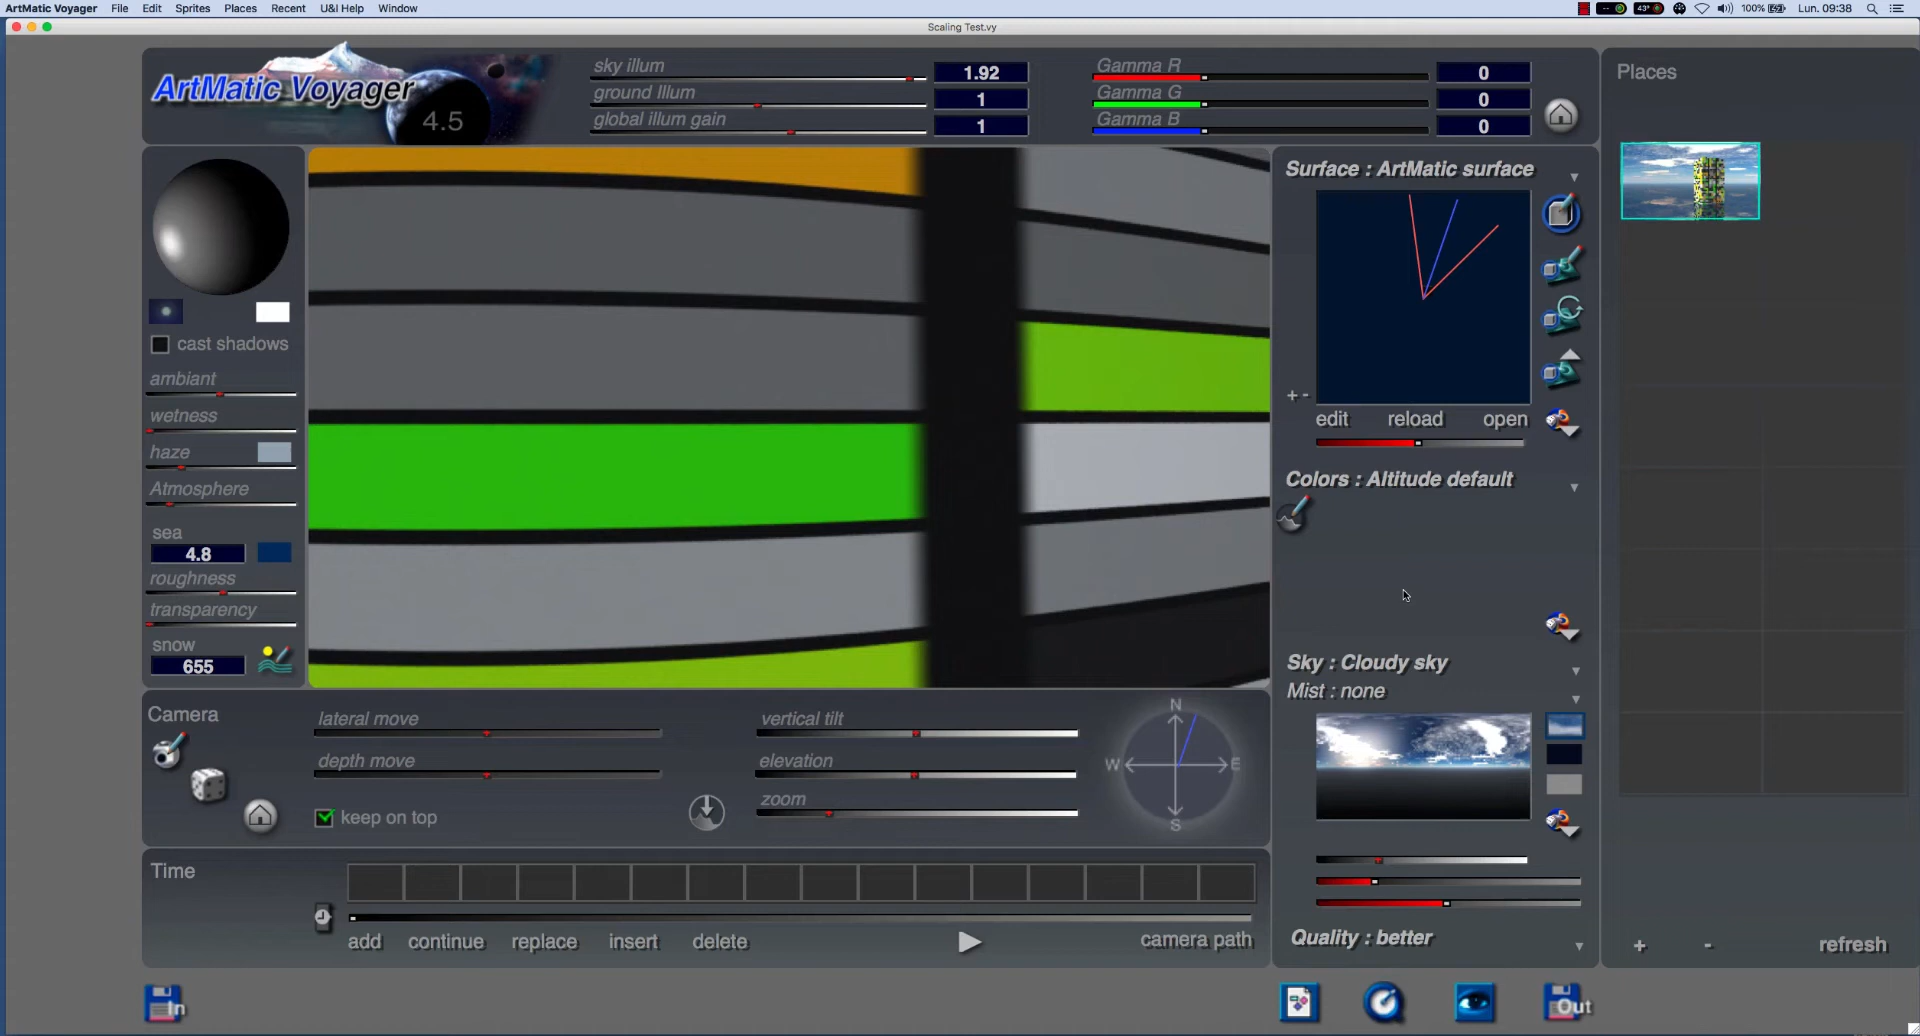 ArtMatic Voyager File Edit Sprites Places Recent U&I Help Window
-- 43° 100% Lun. 09:38
Scaling Test.vy
ArtMatic Voyager
4.5
sky illum 1.92
ground Illum 1
global illum gain 1
Gamma R 0
Gamma G 0
Gamma B 0
Places
cast shadows
ambiant
wetness
haze
Atmosphere
sea
4.8
roughness
transparency
snow
655
Surface : ArtMatic surface
+ -
edit reload open
Colors : Altitude default
Sky : Cloudy sky
Mist : none
Quality : better
Camera
lateral move
depth move
keep on top
vertical tilt
elevation
zoom
N
W E
S
Time
add continue replace insert delete camera path
+ - refresh
In
Out